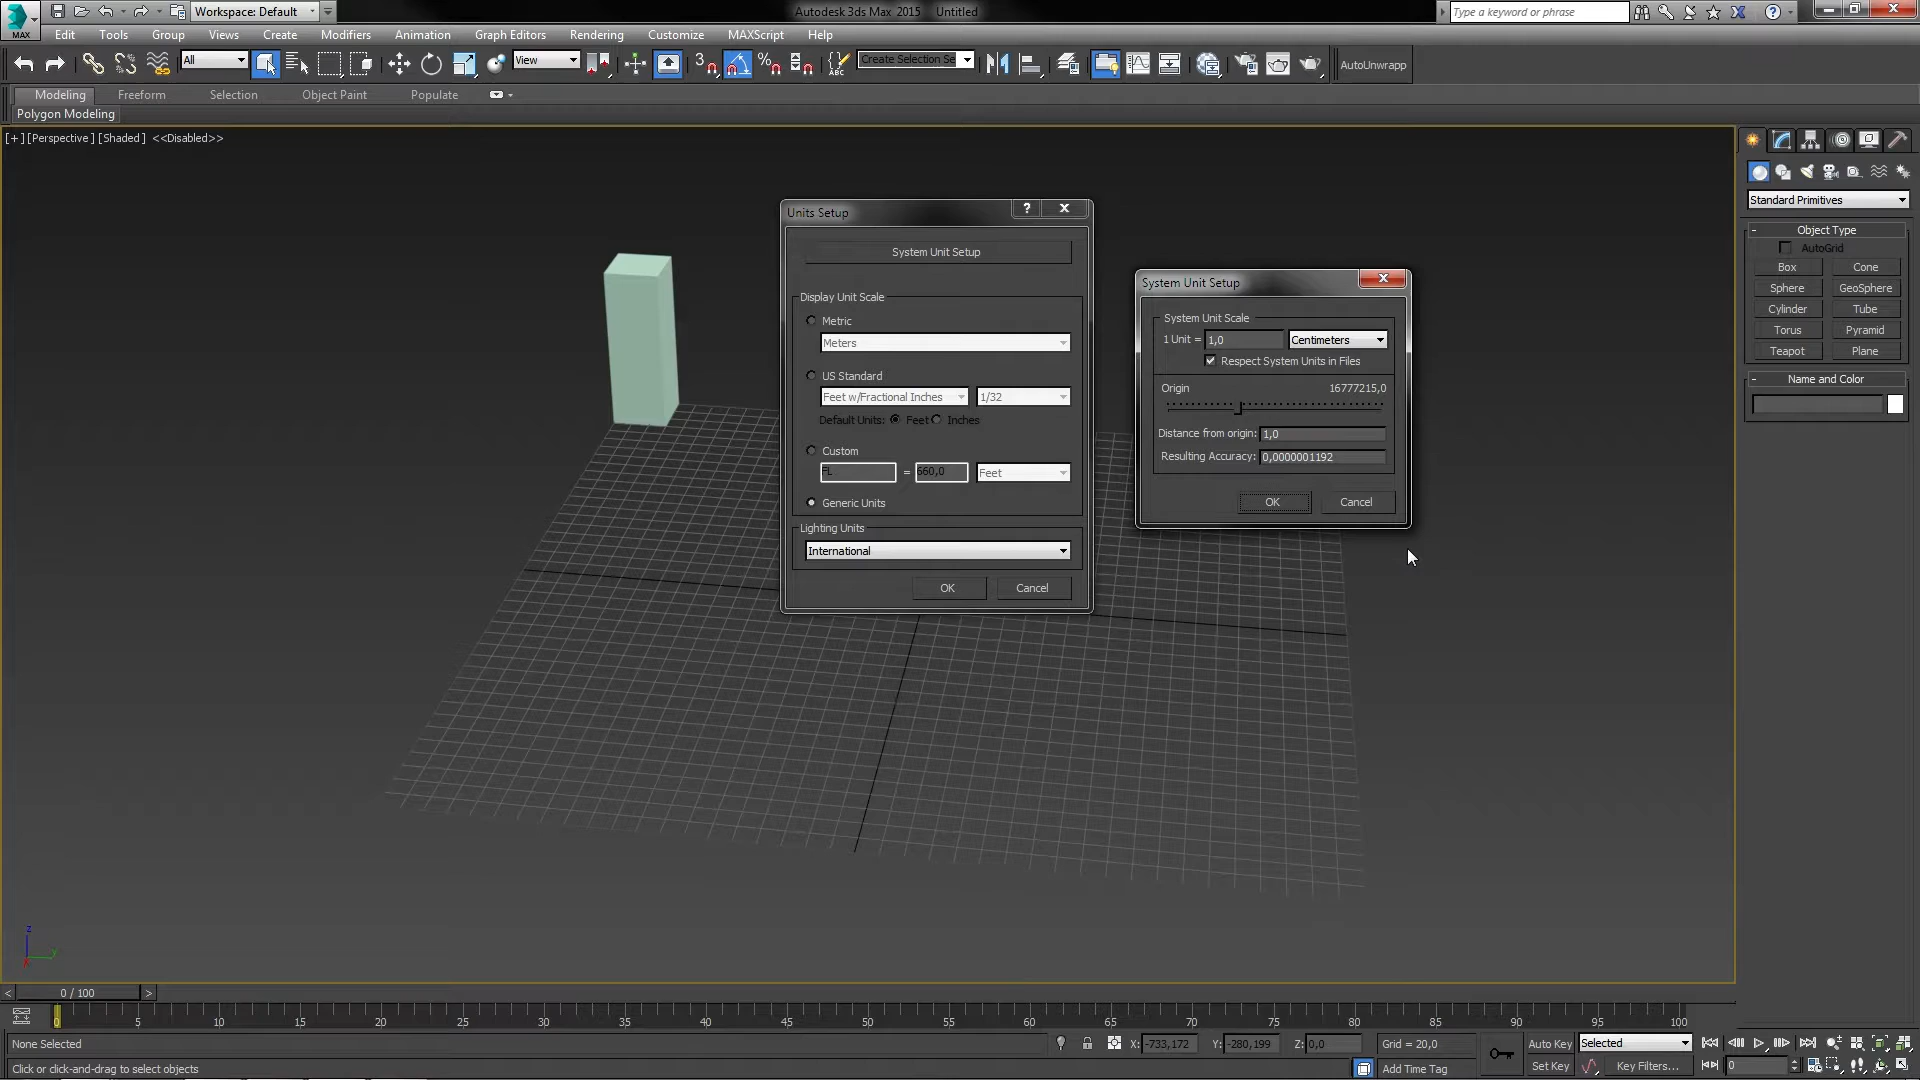 Workspace: Default
Autodesk 3ds Max 2015 Untitled
Type a keyword or phrase
MAX
Edit Tools Group Views Create Modifiers Animation Graph Editors Rendering Customize MAXScript Help
All
View
3
%
ABC
Create Selection Se
AutoUnwrapp
Modeling Freeform Selection Object Paint Populate
Polygon Modeling
[+] [Perspective] [Shaded] <<Disabled>>
Standard Primitives
- Object Type
AutoGrid
Box Cone
Sphere GeoSphere
Cylinder Tube
Torus Pyramid
Teapot Plane
- Name and Color
Units Setup
System Unit Setup
Display Unit Scale
Metric
Meters
US Standard
Feet w/Fractional Inches 1/32
Default Units: Feet Inches
Custom
FL = 660,0 Feet
Generic Units
Lighting Units
International
OK Cancel
System Unit Setup
System Unit Scale
1 Unit = 1,0 Centimeters
Respect System Units in Files
Origin 16777215,0
Distance from origin: 1,0
Resulting Accuracy: 0,0000001192
OK Cancel
z
y
x
< 0 / 100 >
0 5 10 15 20 25 30 35 40 45 50 55 60 65 70 75 80 85 90 95 100
None Selected X: -733,172 Y: -280,199 Z: 0,0 Grid = 20,0 Auto Key Selected
Click or click-and-drag to select objects Add Time Tag Set Key Key Filters... 0